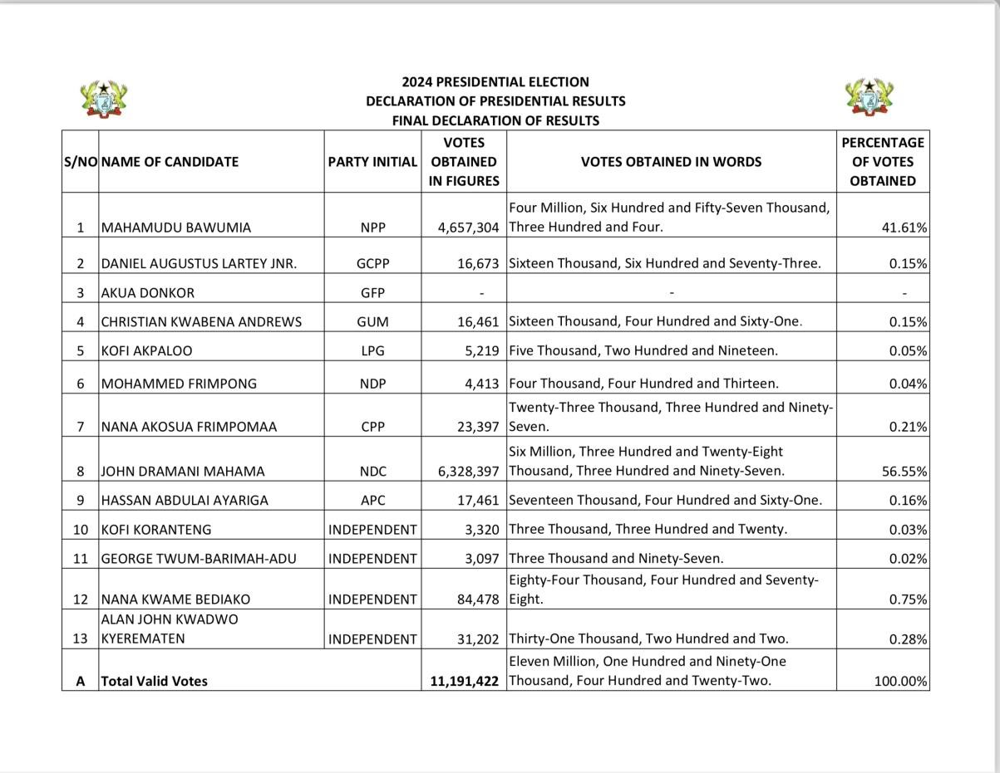 2024 PRESIDENTIAL ELECTION
DECLARATION OF PRESIDENTIAL RESULTS
FINAL DECLARATION OF RESULTS
S/NO NAME OF CANDIDATE PARTY INITIAL VOTES OBTAINED IN FIGURES VOTES OBTAINED IN WORDS PERCENTAGE OF VOTES OBTAINED
1 MAHAMUDU BAWUMIA NPP 4,657,304 Four Million, Six Hundred and Fifty-Seven Thousand, Three Hundred and Four. 41.61%
2 DANIEL AUGUSTUS LARTEY JNR. GCPP 16,673 Sixteen Thousand, Six Hundred and Seventy-Three. 0.15%
3 AKUA DONKOR GFP - - -
4 CHRISTIAN KWABENA ANDREWS GUM 16,461 Sixteen Thousand, Four Hundred and Sixty-One. 0.15%
5 KOFI AKPALOO LPG 5,219 Five Thousand, Two Hundred and Nineteen. 0.05%
6 MOHAMMED FRIMPONG NDP 4,413 Four Thousand, Four Hundred and Thirteen. 0.04%
7 NANA AKOSUA FRIMPOMAA CPP 23,397 Twenty-Three Thousand, Three Hundred and Ninety-Seven. 0.21%
8 JOHN DRAMANI MAHAMA NDC 6,328,397 Six Million, Three Hundred and Twenty-Eight Thousand, Three Hundred and Ninety-Seven. 56.55%
9 HASSAN ABDULAI AYARIGA APC 17,461 Seventeen Thousand, Four Hundred and Sixty-One. 0.16%
10 KOFI KORANTENG INDEPENDENT 3,320 Three Thousand, Three Hundred and Twenty. 0.03%
11 GEORGE TWUM-BARIMAH-ADU INDEPENDENT 3,097 Three Thousand and Ninety-Seven. 0.02%
12 NANA KWAME BEDIAKO INDEPENDENT 84,478 Eighty-Four Thousand, Four Hundred and Seventy-Eight. 0.75%
13 ALAN JOHN KWADWO KYEREMATEN INDEPENDENT 31,202 Thirty-One Thousand, Two Hundred and Two. 0.28%
A Total Valid Votes 11,191,422 Eleven Million, One Hundred and Ninety-One Thousand, Four Hundred and Twenty-Two. 100.00%